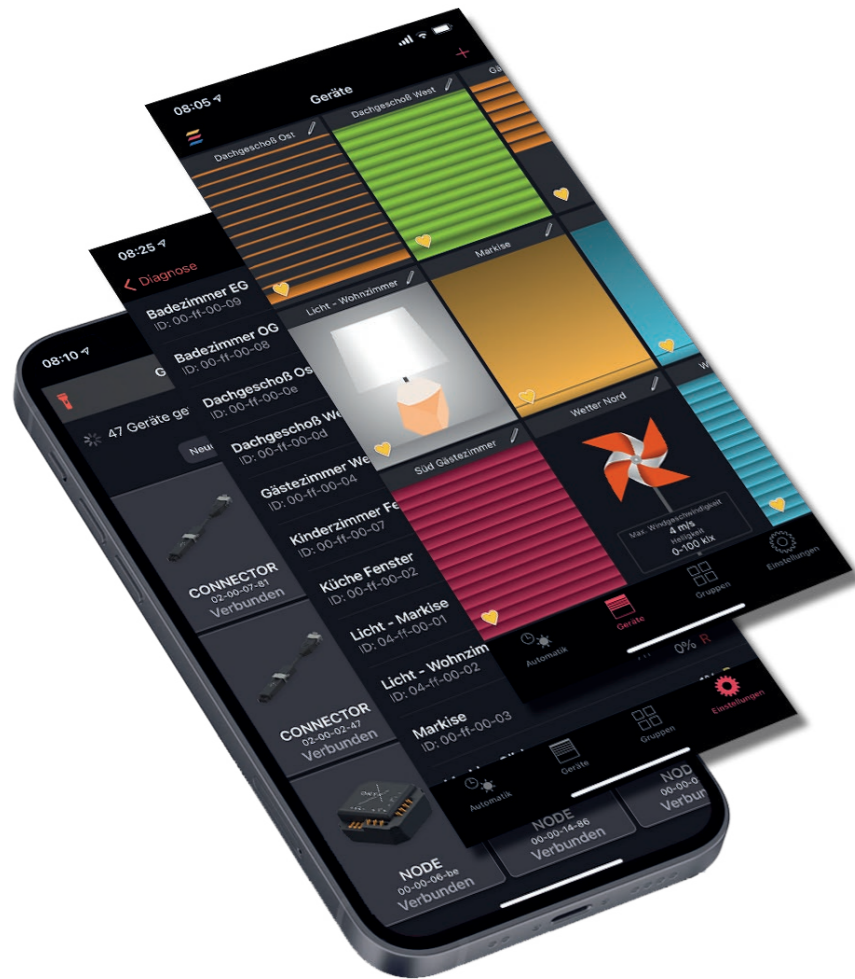 08:05
Geräte
Dachgeschoß Ost
Dachgeschoß West
Licht - Wohnzimmer
Markise
Süd Gästezimmer
Wetter Nord
Max. Windgeschwindigkeit
4 m/s
Helligkeit
0-100 klx
Automatik
Geräte
Gruppen
Einstellungen
08:25
Diagnose
Badezimmer EG
ID: 00-ff-00-09
Badezimmer OG
ID: 00-ff-00-08
Dachgeschoß Os
ID: 00-ff-00-0e
Dachgeschoß We
ID: 00-ff-00-0d
Gästezimmer We
ID: 00-ff-00-04
Kinderzimmer Fe
ID: 00-ff-00-07
Küche Fenster
ID: 00-ff-00-02
Licht - Markise
ID: 04-ff-00-01
0% R
Licht - Wohnzim
ID: 04-ff-00-02
Markise
ID: 00-ff-00-03
Automatik
Geräte
Gruppen
Einstellungen
08:10
47 Geräte ge
Neu
CONNECTOR
02-00-07-81
Verbunden
CONNECTOR
02-00-02-47
Verbunden
NODE
00-00-06-be
Verbunden
NODE
00-00-14-86
Verbunden
NOD
00-00-0
Verbun